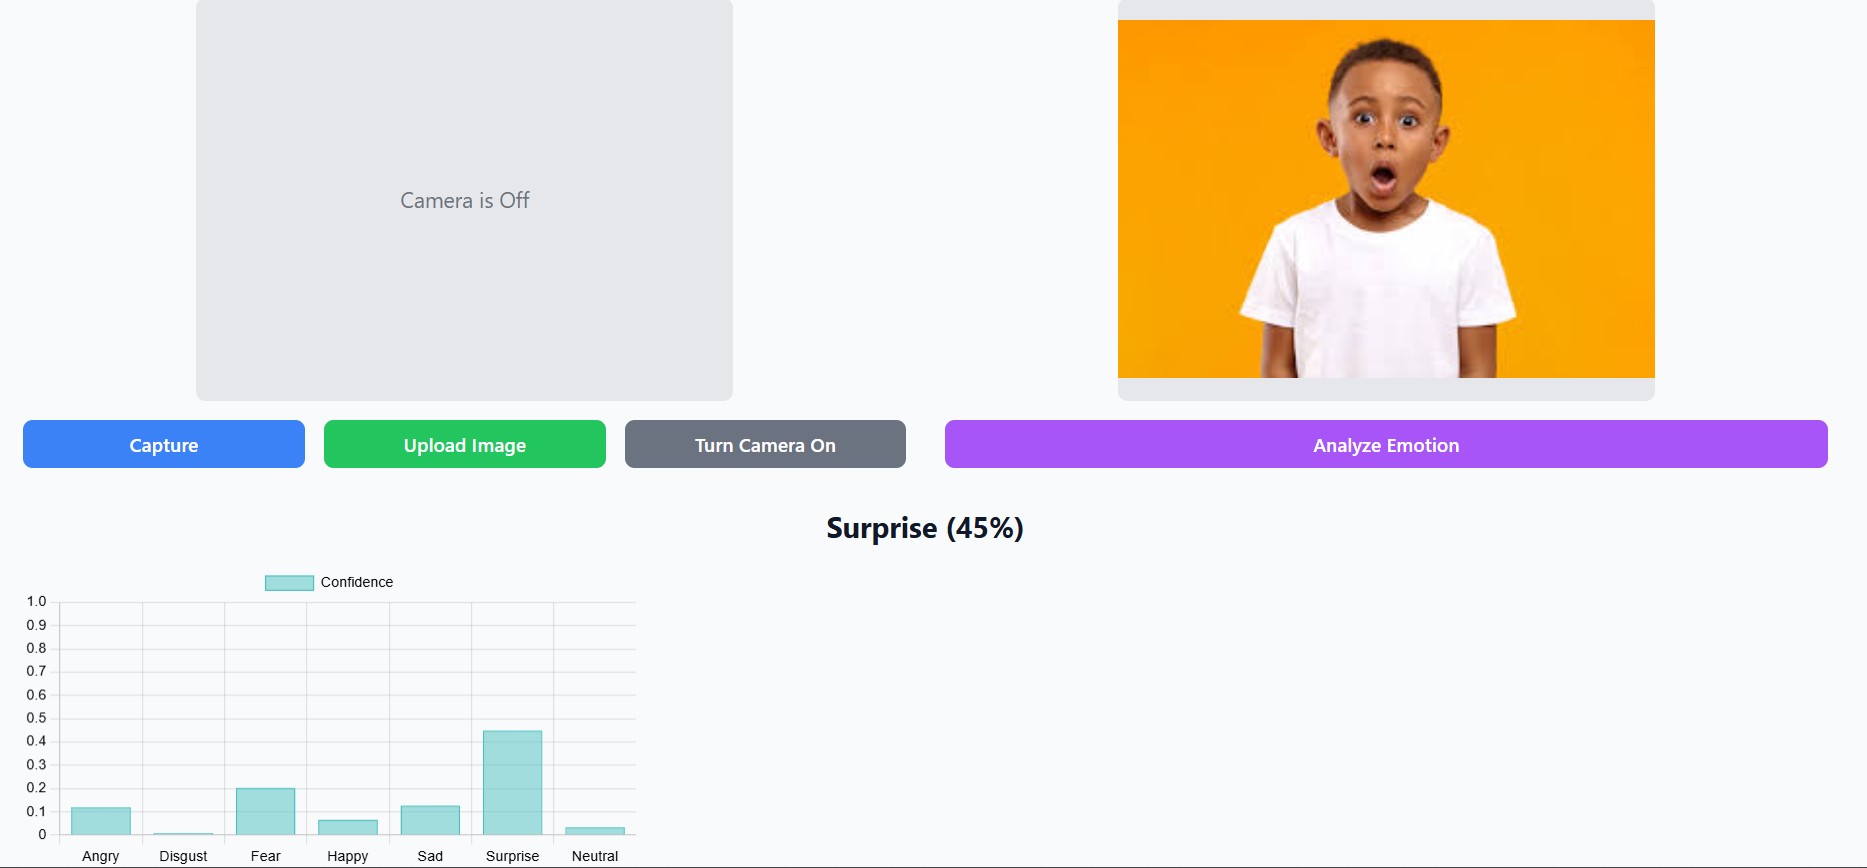 Camera is Off
Capture
Upload Image
Turn Camera On
Analyze Emotion
Surprise (45%)
Confidence
1.0
0.9
0.8
0.7
0.6
0.5
0.4
0.3
0.2
0.1
0
Angry Disgust Fear Happy Sad Surprise Neutral